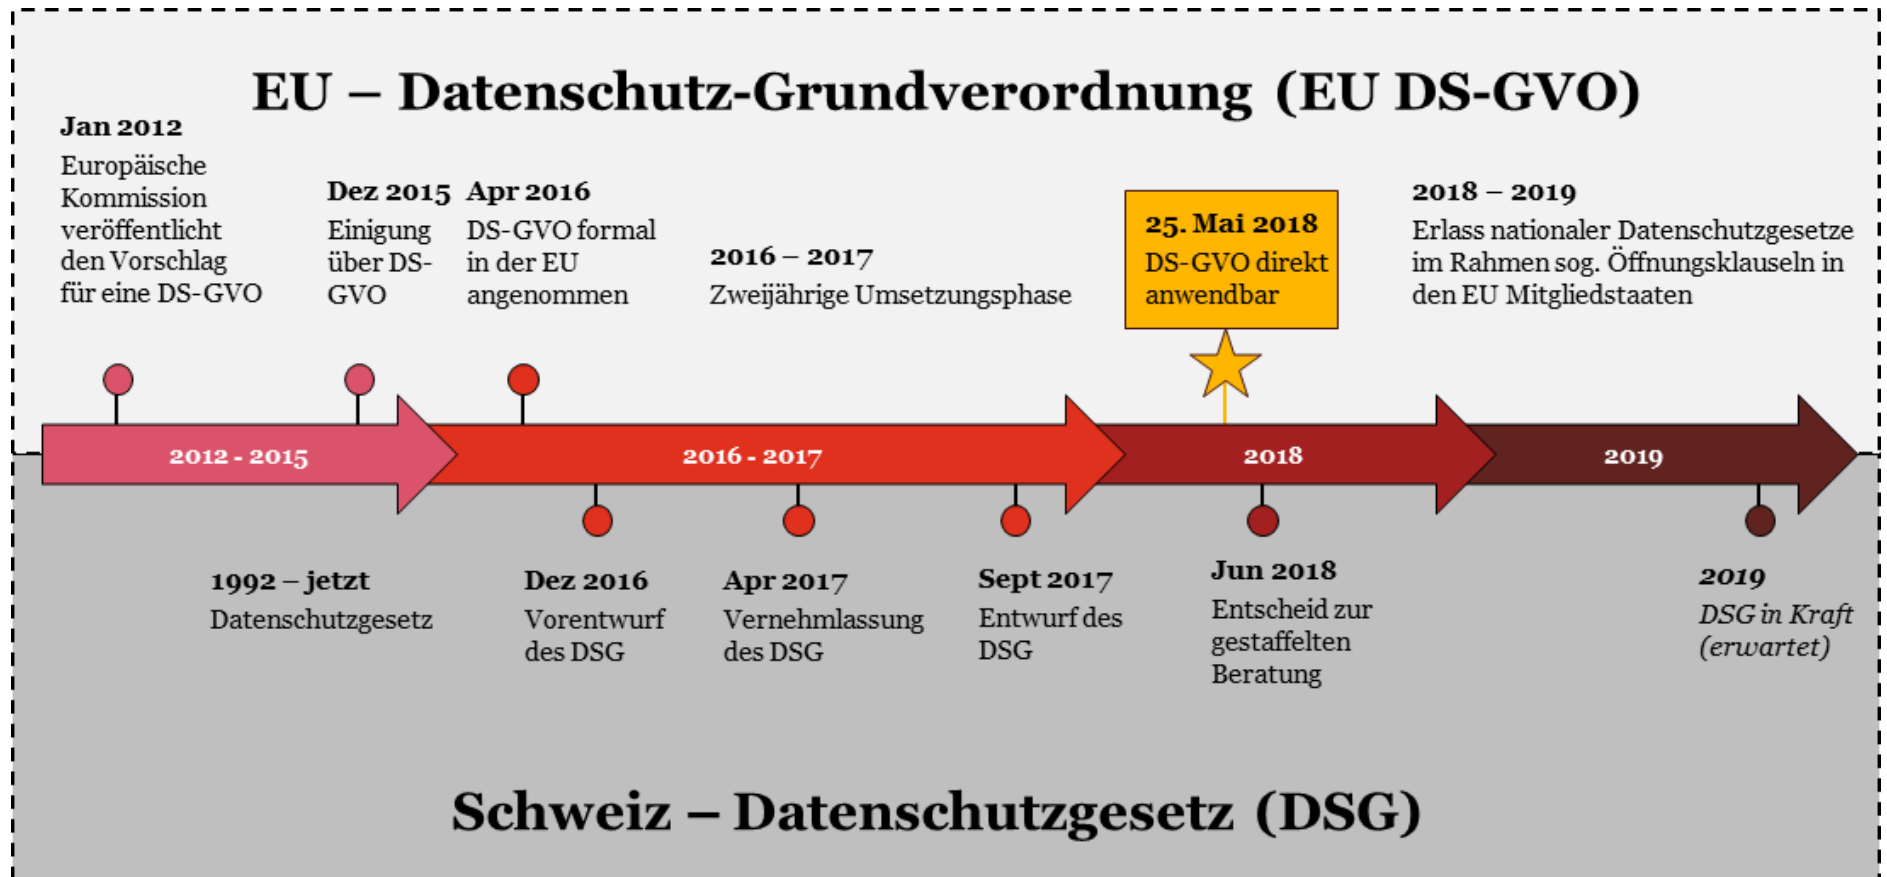 EU – Datenschutz-Grundverordnung (EU DS-GVO)
Jan 2012
Europäische
Kommission
veröffentlicht
den Vorschlag
für eine DS-GVO
Dez 2015
Einigung
über DS-
GVO
Apr 2016
DS-GVO formal
in der EU
angenommen
2016 – 2017
Zweijährige Umsetzungsphase
25. Mai 2018
DS-GVO direkt
anwendbar
2018 – 2019
Erlass nationaler Datenschutzgesetze
im Rahmen sog. Öffnungsklauseln in
den EU Mitgliedstaaten
2012 - 2015
2016 - 2017
2018
2019
1992 – jetzt
Datenschutzgesetz
Dez 2016
Vorentwurf
des DSG
Apr 2017
Vernehmlassung
des DSG
Sept 2017
Entwurf des
DSG
Jun 2018
Entscheid zur
gestaffelten
Beratung
2019
DSG in Kraft
(erwartet)
Schweiz – Datenschutzgesetz (DSG)